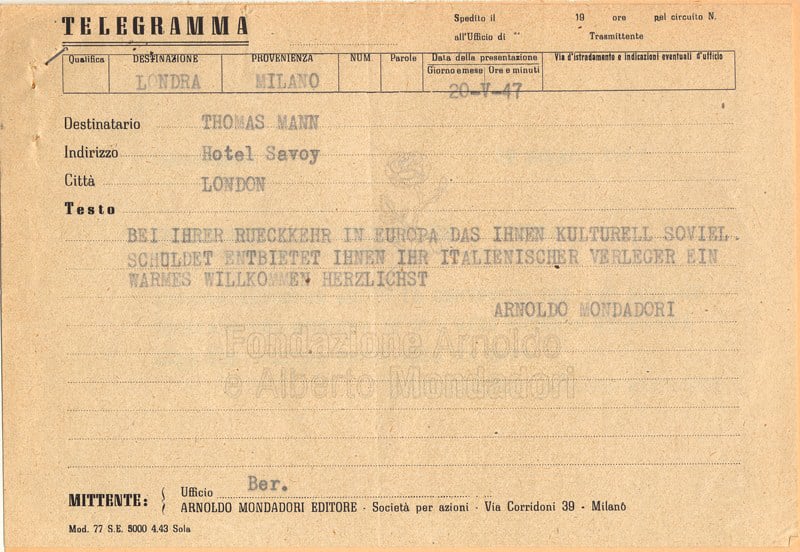 TELEGRAMMA
Spedito il 19 ore pel circuito N.
all'Ufficio di Trasmittente
Qualifica DESTINAZIONE PROVENIENZA NUM Parole Data della presentazione Via d'istradamento e indicazioni eventuali d'ufficio
Giorno e mese Ore e minuti
LONDRA MILANO 20-V-47
Destinatario THOMAS MANN
Indirizzo Hotel Savoy
Città LONDON
Testo
BEI IHRER RUECKKEHR IN EUROPA DAS IHNEN KULTURELL SOVIEL
SCHULDET ENTBIETET IHNEN IHR ITALIENISCHER VERLEGER EIN
WARMES WILLKOMMEN HERZLICHST
ARNOLDO MONDADORI
Fondazione Arnoldo
e Alberto Mondadori
MITTENTE: Ufficio Ber.
ARNOLDO MONDADORI EDITORE - Società per azioni - Via Corridoni 39 - Milano
Mod. 77 S.E. 5000 4.43 Sola